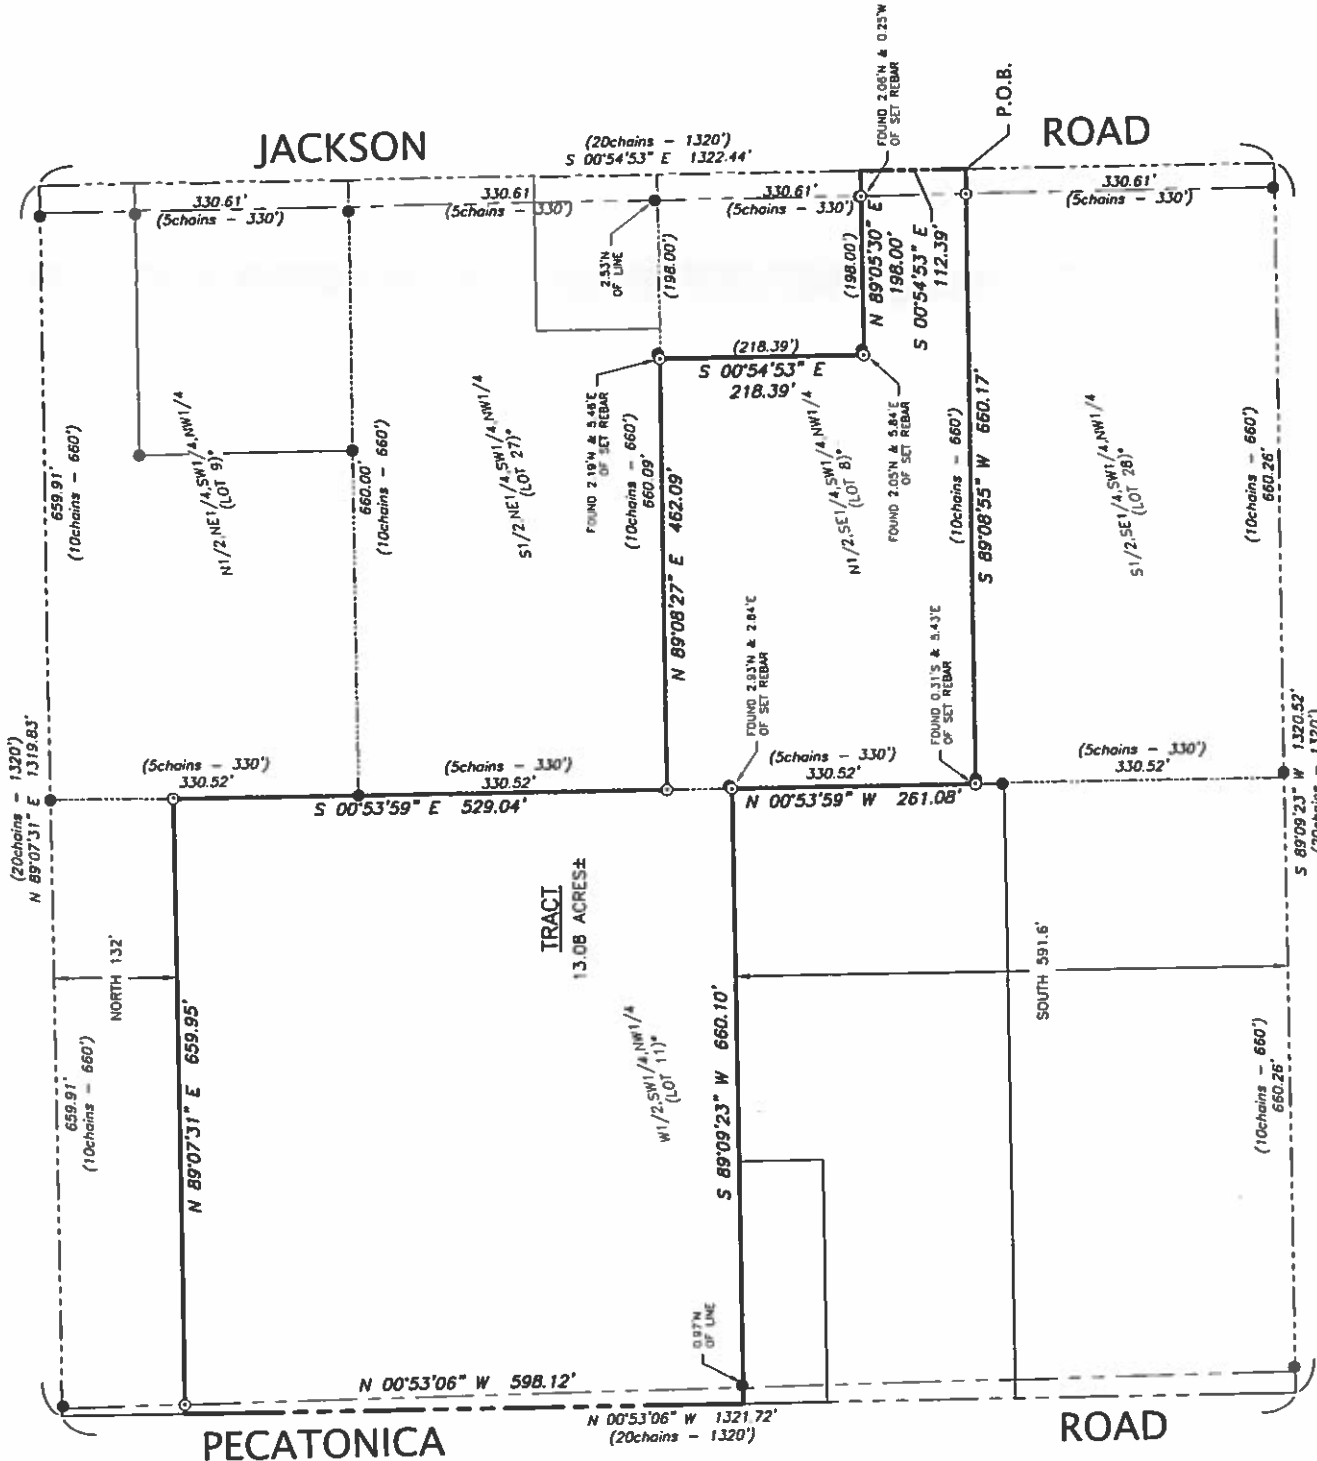 JACKSON
ROAD
(20chains - 1320')
S 00°54'53" E 1322.44'
FOUND 2.06'N & 0.25'W
OF SET REBAR
P.O.B.
330.61'
(5chains - 330')
330.61
(5chains - 330')
330.61'
(5chains - 330')
330.61'
(5chains - 330')
2.53'N
OF LINE
(198.00')
(198.00')
N 89°05'30" E
198.00'
S 00°54'53" E
112.39'
(218.39')
S 00°54'53" E
218.39'
659.91'
(10chains - 660')
N1/2,NE1/4,SW1/4,NW1/4
(LOT 9)*
660.00'
(10chains - 660')
S1/2,NE1/4,SW1/4,NW1/4
(LOT 27)*
FOUND 2.19'N & 5.48'E
OF SET REBAR
(10chains - 660')
660.09'
N 89°08'27" E 462.09'
N1/2,SE1/4,SW1/4,NW1/4
(LOT 8)*
FOUND 2.05'N & 5.84'E
OF SET REBAR
(10chains - 660')
S 89°08'55" W 660.17'
S1/2,SE1/4,SW1/4,NW1/4
(LOT 28)*
(10chains - 660')
660.26'
FOUND 2.93'N & 2.84'E
OF SET REBAR
FOUND 0.31'S & 5.43'E
OF SET REBAR
(20chains - 1320')
N 89°07'31" E 1319.83'
(5chains - 330')
330.52'
(5chains - 330')
330.52'
S 00°53'59" E 529.04'
(5chains - 330')
330.52'
N 00°53'59" W 261.08'
(5chains - 330')
330.52'
S 89°09'23" W 1320.52'
(20chains - 1320')
NORTH 132'
TRACT
13.08 ACRES±
SOUTH 591.6'
659.91'
(10chains - 660')
N 89°07'31" E 659.95'
W1/2,SW1/4,NW1/4
(LOT 11)*
S 89°09'23" W 660.10'
(10chains - 660')
660.26'
0.97'N
OF LINE
N 00°53'06" W 598.12'
N 00°53'06" W 1321.72'
(20chains - 1320')
PECATONICA
ROAD